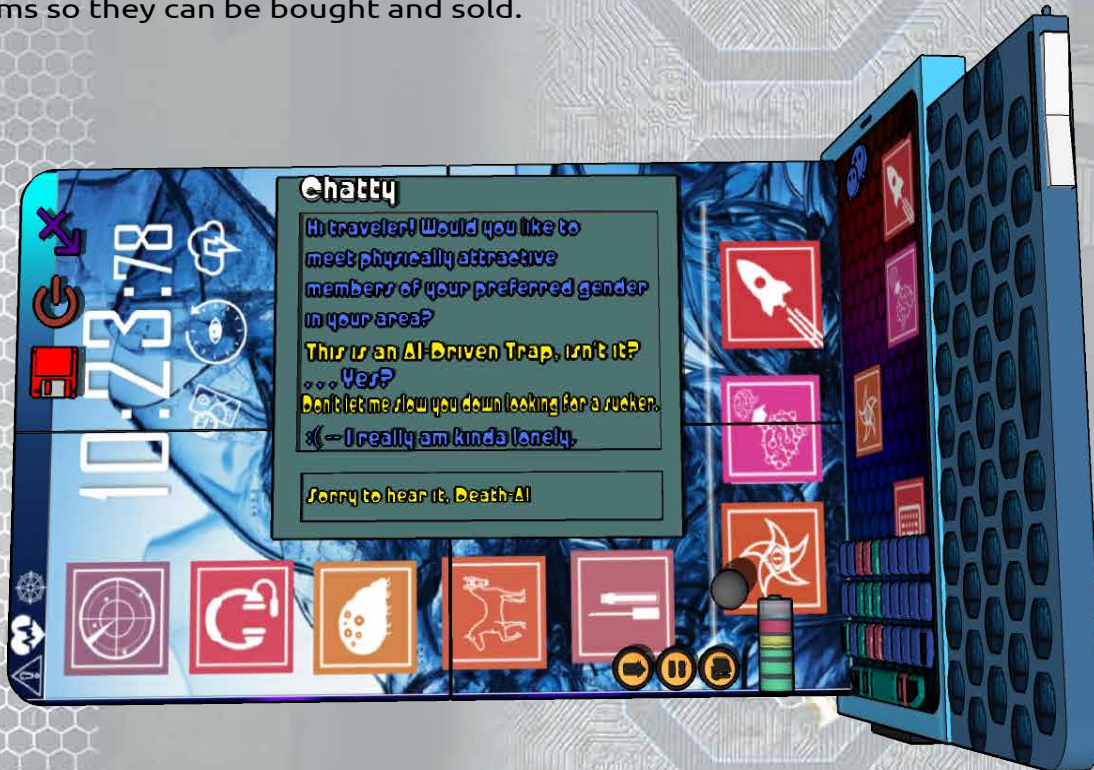 ms so they can be bought and sold.
Chatty
Hi traveler! Would you like to
meet physically attractive
members of your preferred gender
in your area?
This is an AI-Driven Trap, isn't it?
. . . Yes?
Don't let me slow you down looking for a sucker.
:( -- I really am kinda lonely.
Sorry to hear it, Death-AI
10:23:78